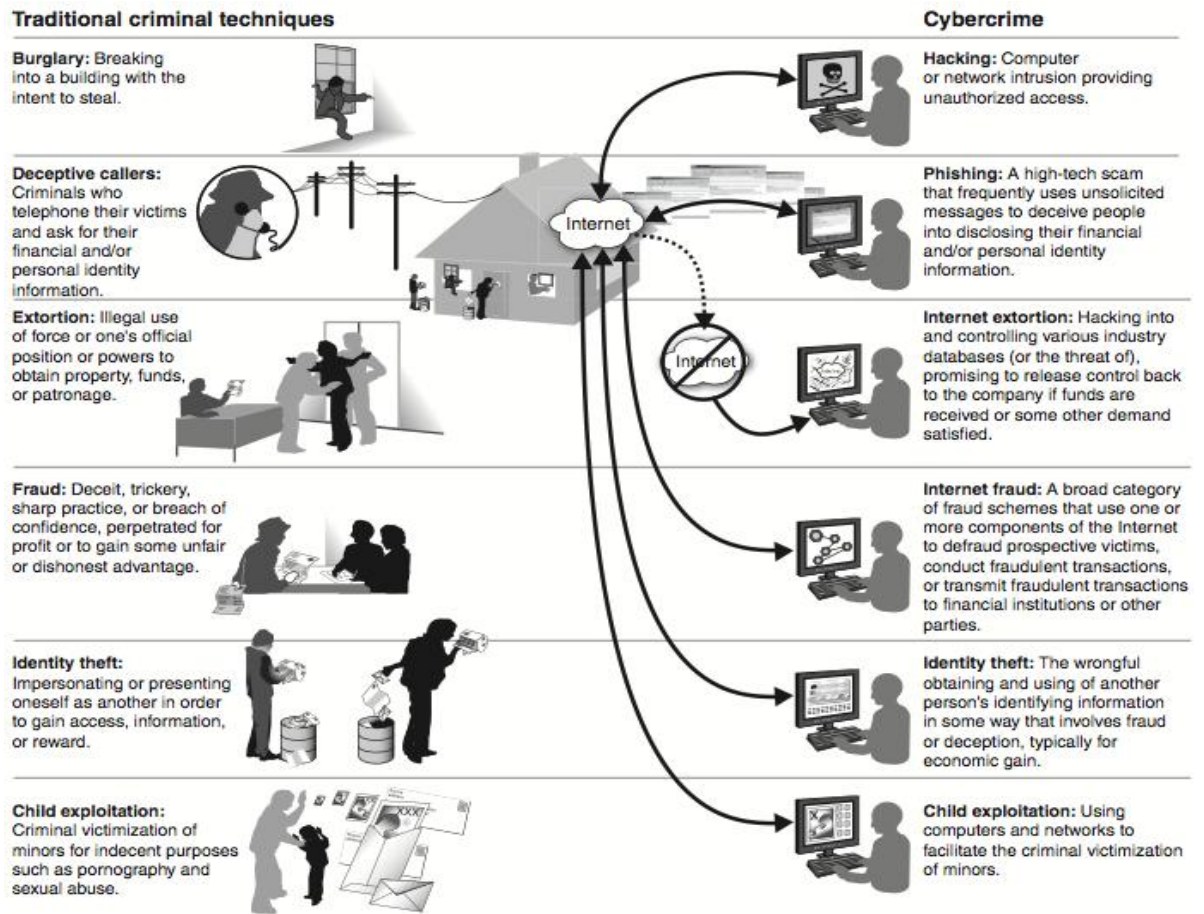 Traditional criminal techniques
Cybercrime
Burglary: Breaking
into a building with the
intent to steal.
Hacking: Computer
or network intrusion providing
unauthorized access.
Deceptive callers:
Criminals who
telephone their victims
and ask for their
financial and/or
personal identity
information.
Internet
Phishing: A high-tech scam
that frequently uses unsolicited
messages to deceive people
into disclosing their financial
and/or personal identity
information.
Extortion: Illegal use
of force or one's official
position or powers to
obtain property, funds,
or patronage.
Internet
Internet extortion: Hacking into
and controlling various industry
databases (or the threat of),
promising to release control back
to the company if funds are
received or some other demand
satisfied.
Fraud: Deceit, trickery,
sharp practice, or breach of
confidence, perpetrated for
profit or to gain some unfair
or dishonest advantage.
Internet fraud: A broad category
of fraud schemes that use one or
more components of the Internet
to defraud prospective victims,
conduct fraudulent transactions,
or transmit fraudulent transactions
to financial institutions or other
parties.
Identity theft:
Impersonating or presenting
oneself as another in order
to gain access, information,
or reward.
Identity theft: The wrongful
obtaining and using of another
person's identifying information
in some way that involves fraud
or deception, typically for
economic gain.
Child exploitation:
Criminal victimization of
minors for indecent purposes
such as pornography and
sexual abuse.
XXX
X
Child exploitation: Using
computers and networks to
facilitate the criminal victimization
of minors.